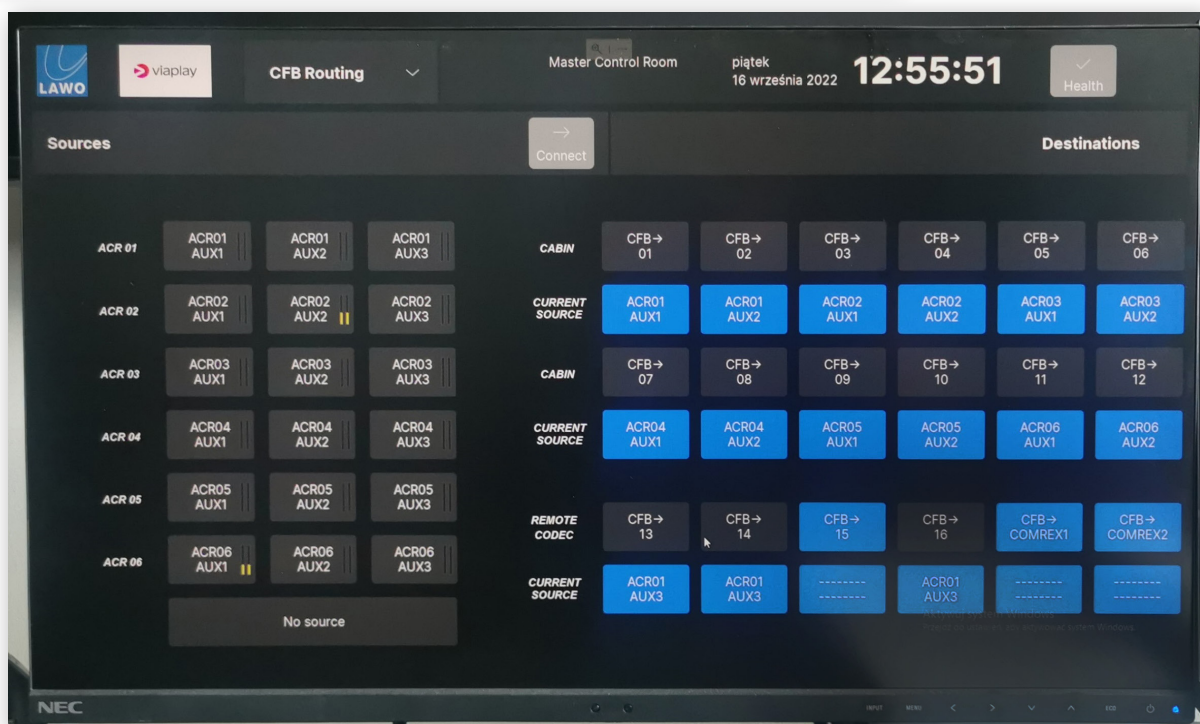 LAWO
viaplay
CFB Routing
Master Control Room
piątek
16 września 2022
12:55:51
Health
Sources
Connect
Destinations
ACR 01
ACR01
AUX1
ACR01
AUX2
ACR01
AUX3
CABIN
CFB→
01
CFB→
02
CFB→
03
CFB→
04
CFB→
05
CFB→
06
ACR 02
ACR02
AUX1
ACR02
AUX2
ACR02
AUX3
CURRENT
SOURCE
ACR01
AUX1
ACR01
AUX2
ACR02
AUX1
ACR02
AUX2
ACR03
AUX1
ACR03
AUX2
ACR 03
ACR03
AUX1
ACR03
AUX2
ACR03
AUX3
CABIN
CFB→
07
CFB→
08
CFB→
09
CFB→
10
CFB→
11
CFB→
12
ACR 04
ACR04
AUX1
ACR04
AUX2
ACR04
AUX3
CURRENT
SOURCE
ACR04
AUX1
ACR04
AUX2
ACR05
AUX1
ACR05
AUX2
ACR06
AUX1
ACR06
AUX2
ACR 05
ACR05
AUX1
ACR05
AUX2
ACR05
AUX3
REMOTE
CODEC
CFB→
13
CFB→
14
CFB→
15
CFB→
16
CFB→
COMREX1
CFB→
COMREX2
ACR 06
ACR06
AUX1
ACR06
AUX2
ACR06
AUX3
CURRENT
SOURCE
ACR01
AUX3
ACR01
AUX3
--------
--------
ACR01
AUX3
--------
--------
--------
--------
No source
Aktywuj system Windows
NEC
INPUT
MENU
ECO